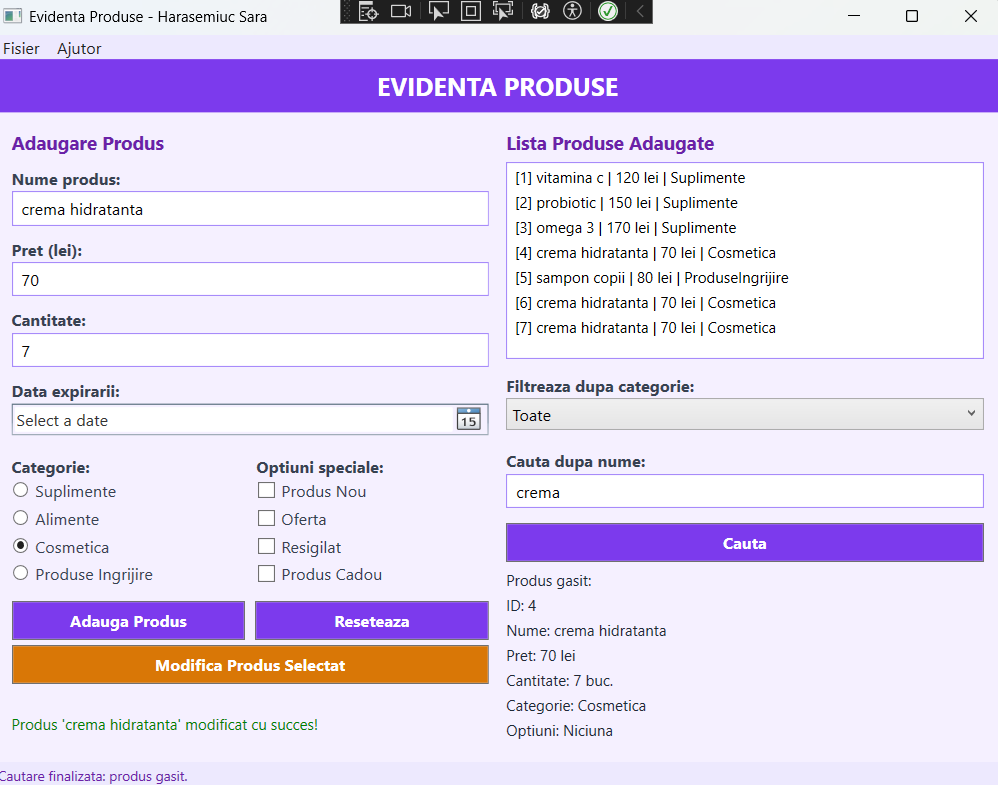 Evidenta Produse - Harasemiuc Sara
Fisier Ajutor
EVIDENTA PRODUSE
Adaugare Produs
Nume produs:
crema hidratanta
Pret (lei):
70
Cantitate:
7
Data expirarii:
Select a date
15
Categorie:
Suplimente
Alimente
Cosmetica
Produse Ingrijire
Optiuni speciale:
Produs Nou
Oferta
Resigilat
Produs Cadou
Adauga Produs
Reseteaza
Modifica Produs Selectat
Produs 'crema hidratanta' modificat cu succes!
Lista Produse Adaugate
[1] vitamina c | 120 lei | Suplimente
[2] probiotic | 150 lei | Suplimente
[3] omega 3 | 170 lei | Suplimente
[4] crema hidratanta | 70 lei | Cosmetica
[5] sampon copii | 80 lei | ProduseIngrijire
[6] crema hidratanta | 70 lei | Cosmetica
[7] crema hidratanta | 70 lei | Cosmetica
Filtreaza dupa categorie:
Toate
Cauta dupa nume:
crema
Cauta
Produs gasit:
ID: 4
Nume: crema hidratanta
Pret: 70 lei
Cantitate: 7 buc.
Categorie: Cosmetica
Optiuni: Niciuna
Cautare finalizata: produs gasit.